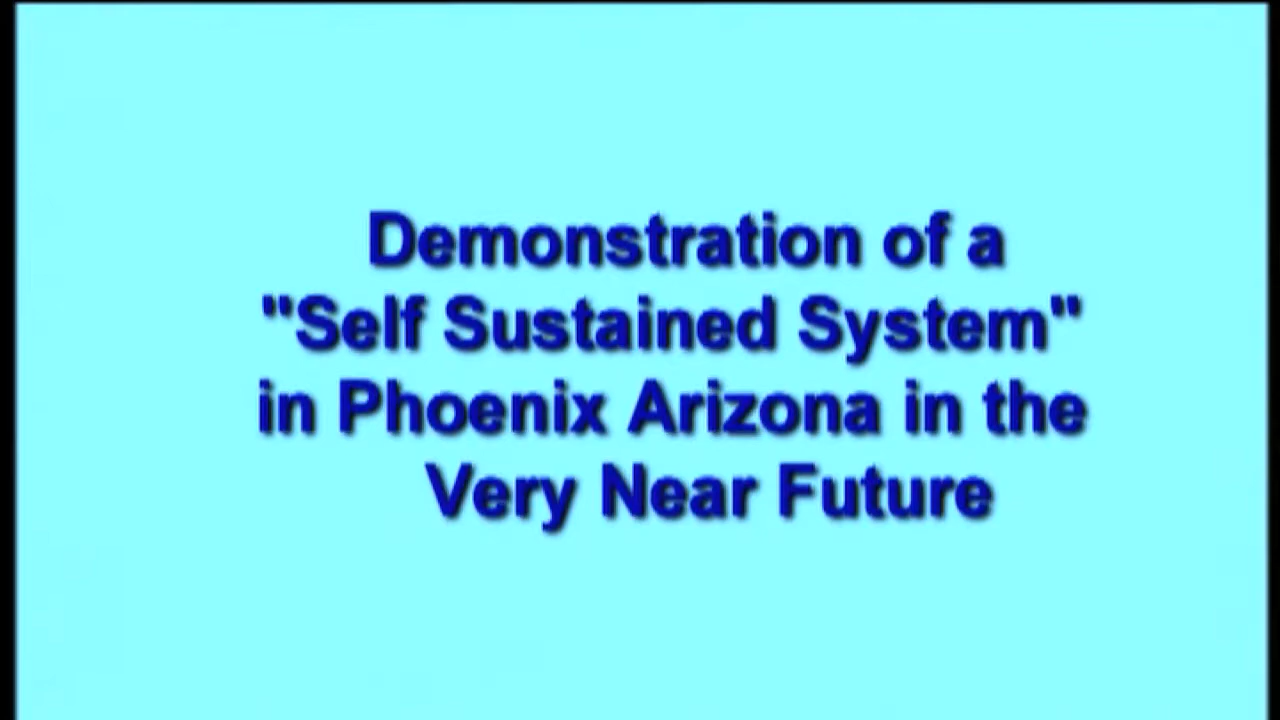 Demonstration of a
"Self Sustained System"
in Phoenix Arizona in the
Very Near Future